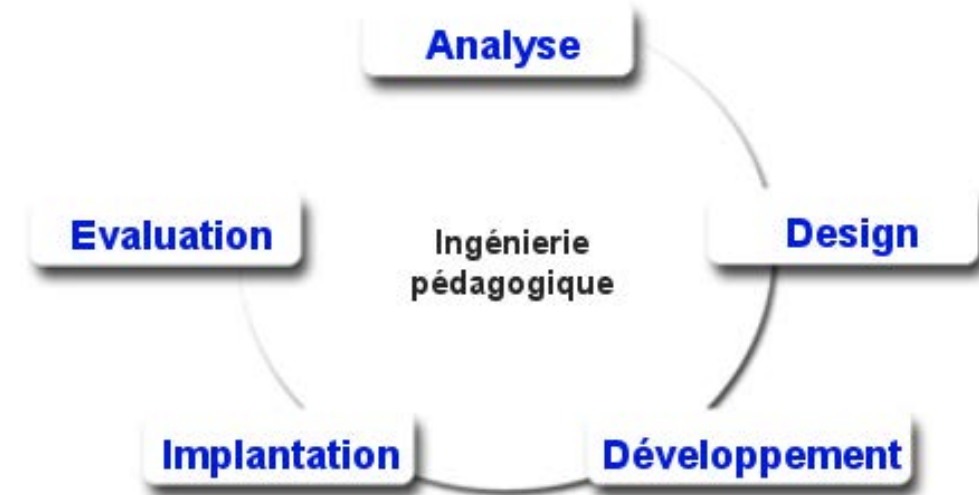 Analyse
Evaluation
Ingénierie
pédagogique
Design
Implantation
Développement